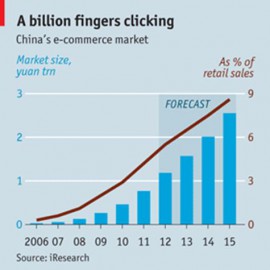 A billion fingers clicking
China's e-commerce market
Market size, As % of
yuan trn retail sales
FORECAST
3 9
2 6
1 3
0 0
2006 07 08 09 10 11 12 13 14 15
Source: iResearch